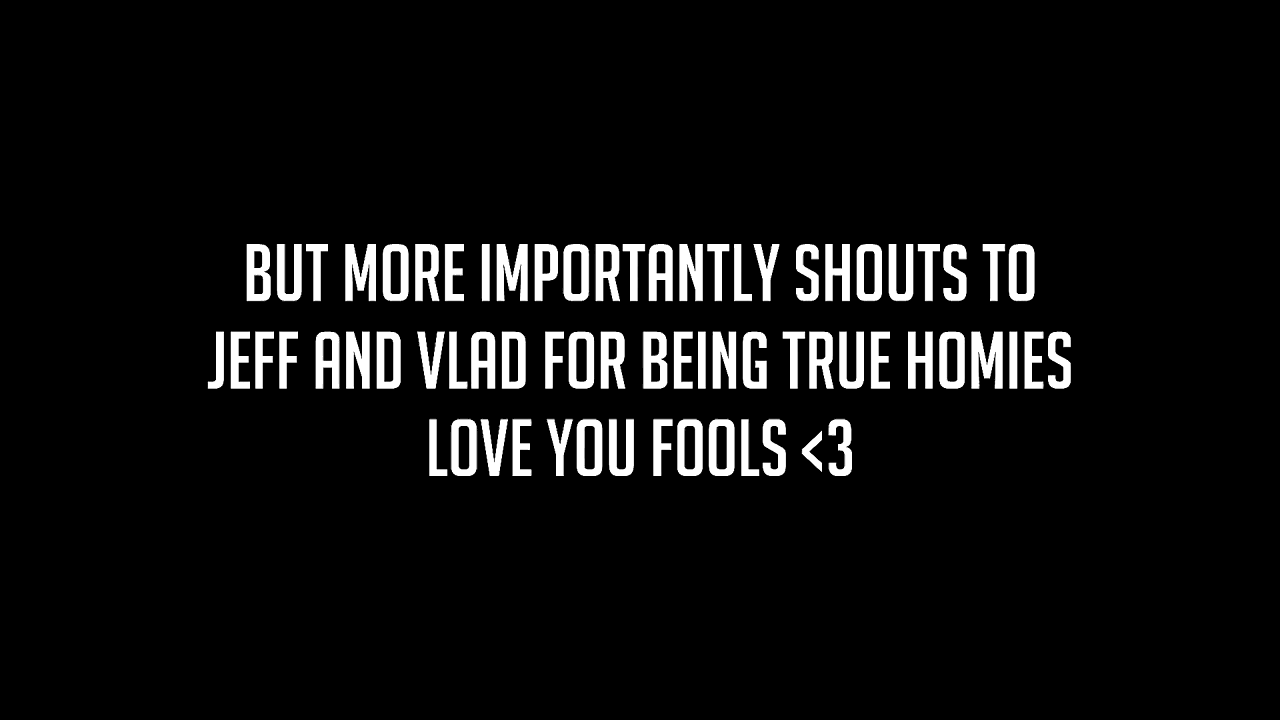 BUT MORE IMPORTANTLY SHOUTS TO
JEFF AND VLAD FOR BEING TRUE HOMIES
LOVE YOU FOOLS <3